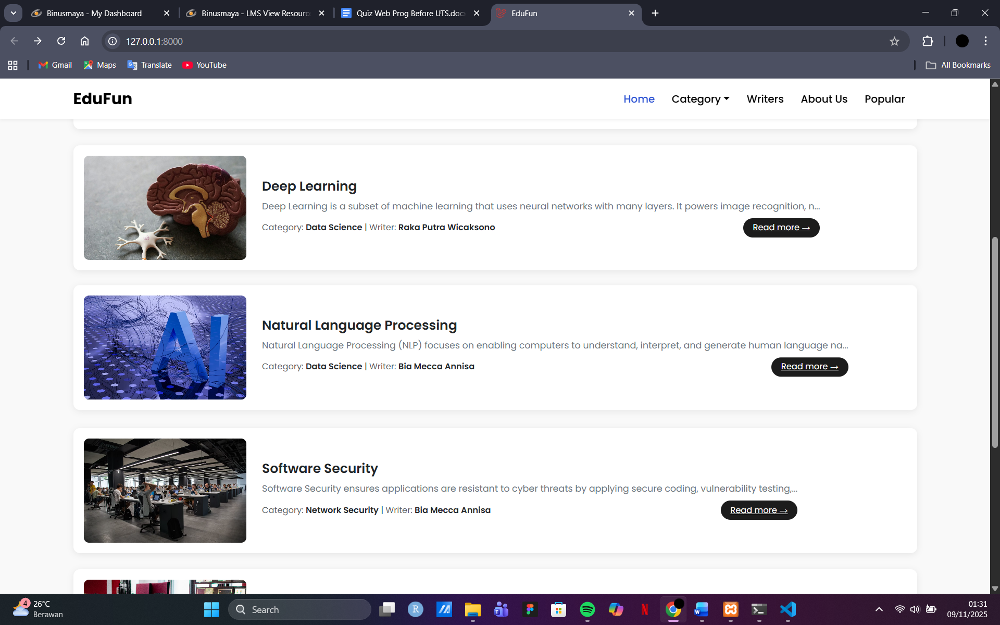 Binusmaya - My Dashboard
Binusmaya - LMS View Resourc
Quiz Web Prog Before UTS.doc
EduFun
127.0.0.1:8000
Gmail
Maps
Translate
YouTube
All Bookmarks
EduFun
Home
Category
Writers
About Us
Popular
Deep Learning
Deep Learning is a subset of machine learning that uses neural networks with many layers. It powers image recognition, n...
Category: Data Science | Writer: Raka Putra Wicaksono
Read more →
Natural Language Processing
Natural Language Processing (NLP) focuses on enabling computers to understand, interpret, and generate human language na...
Category: Data Science | Writer: Bia Mecca Annisa
Read more →
AI
Software Security
Software Security ensures applications are resistant to cyber threats by applying secure coding, vulnerability testing,...
Category: Network Security | Writer: Bia Mecca Annisa
Read more →
4
26°C
Berawan
Search
01:31
09/11/2025